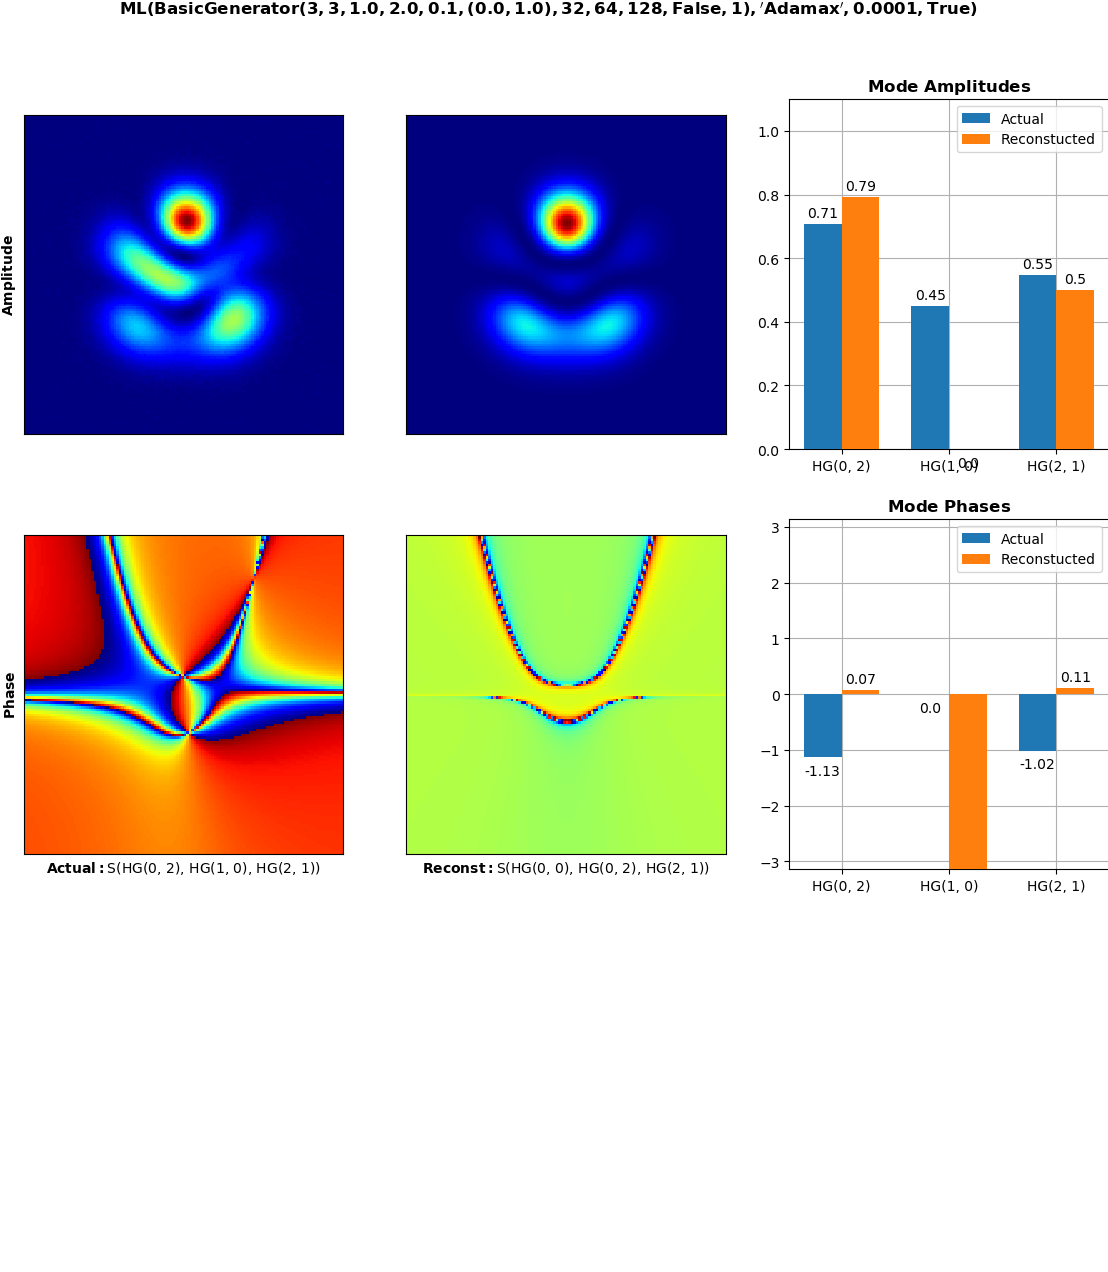 ML(BasicGenerator(3, 3, 1.0, 2.0, 0.1, (0.0, 1.0), 32, 64, 128, False, 1), ′Adamax′, 0.0001, True)
Mode Amplitudes
Amplitude
Actual
Reconstucted
1.0
0.8
0.6
0.4
0.2
0.0
0.71
0.79
0.45
0.0
0.55
0.5
HG(0, 2)
HG(1, 0)
HG(2, 1)
Mode Phases
Phase
Actual
Reconstucted
3
2
1
0
−1
−2
−3
-1.13
0.07
0.0
-1.02
0.11
HG(0, 2)
HG(1, 0)
HG(2, 1)
Actual: S(HG(0, 2), HG(1, 0), HG(2, 1))
Reconst: S(HG(0, 0), HG(0, 2), HG(2, 1))